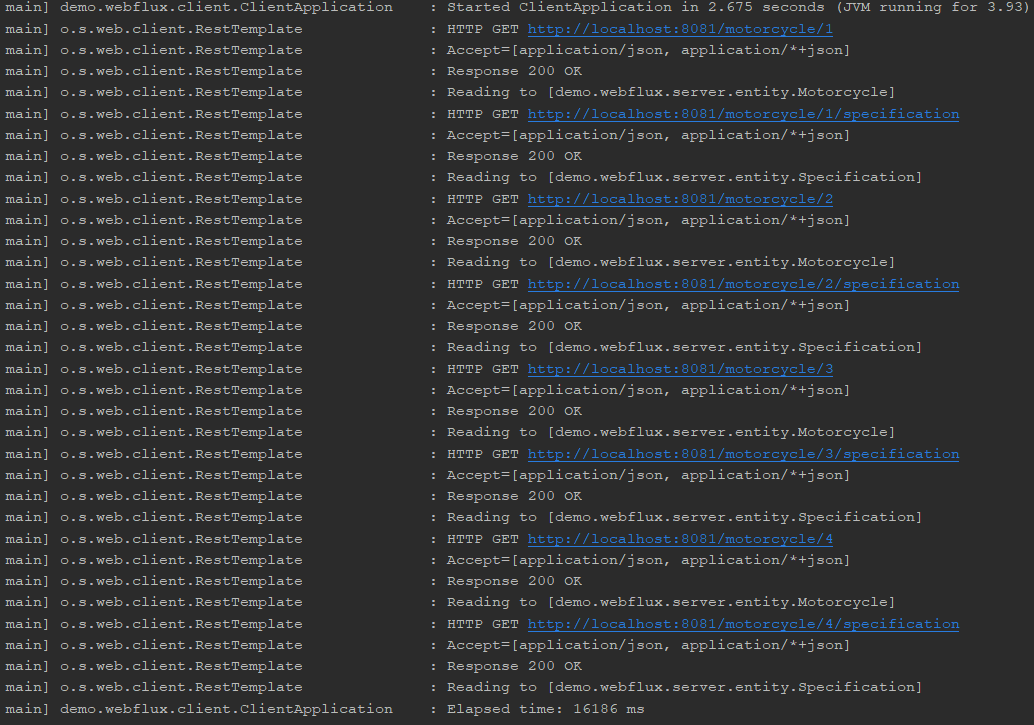 main] demo.webflux.client.ClientApplication : Started ClientApplication in 2.675 seconds (JVM running for 3.93)
main] o.s.web.client.RestTemplate : HTTP GET http://localhost:8081/motorcycle/1
main] o.s.web.client.RestTemplate : Accept=[application/json, application/*+json]
main] o.s.web.client.RestTemplate : Response 200 OK
main] o.s.web.client.RestTemplate : Reading to [demo.webflux.server.entity.Motorcycle]
main] o.s.web.client.RestTemplate : HTTP GET http://localhost:8081/motorcycle/1/specification
main] o.s.web.client.RestTemplate : Accept=[application/json, application/*+json]
main] o.s.web.client.RestTemplate : Response 200 OK
main] o.s.web.client.RestTemplate : Reading to [demo.webflux.server.entity.Specification]
main] o.s.web.client.RestTemplate : HTTP GET http://localhost:8081/motorcycle/2
main] o.s.web.client.RestTemplate : Accept=[application/json, application/*+json]
main] o.s.web.client.RestTemplate : Response 200 OK
main] o.s.web.client.RestTemplate : Reading to [demo.webflux.server.entity.Motorcycle]
main] o.s.web.client.RestTemplate : HTTP GET http://localhost:8081/motorcycle/2/specification
main] o.s.web.client.RestTemplate : Accept=[application/json, application/*+json]
main] o.s.web.client.RestTemplate : Response 200 OK
main] o.s.web.client.RestTemplate : Reading to [demo.webflux.server.entity.Specification]
main] o.s.web.client.RestTemplate : HTTP GET http://localhost:8081/motorcycle/3
main] o.s.web.client.RestTemplate : Accept=[application/json, application/*+json]
main] o.s.web.client.RestTemplate : Response 200 OK
main] o.s.web.client.RestTemplate : Reading to [demo.webflux.server.entity.Motorcycle]
main] o.s.web.client.RestTemplate : HTTP GET http://localhost:8081/motorcycle/3/specification
main] o.s.web.client.RestTemplate : Accept=[application/json, application/*+json]
main] o.s.web.client.RestTemplate : Response 200 OK
main] o.s.web.client.RestTemplate : Reading to [demo.webflux.server.entity.Specification]
main] o.s.web.client.RestTemplate : HTTP GET http://localhost:8081/motorcycle/4
main] o.s.web.client.RestTemplate : Accept=[application/json, application/*+json]
main] o.s.web.client.RestTemplate : Response 200 OK
main] o.s.web.client.RestTemplate : Reading to [demo.webflux.server.entity.Motorcycle]
main] o.s.web.client.RestTemplate : HTTP GET http://localhost:8081/motorcycle/4/specification
main] o.s.web.client.RestTemplate : Accept=[application/json, application/*+json]
main] o.s.web.client.RestTemplate : Response 200 OK
main] o.s.web.client.RestTemplate : Reading to [demo.webflux.server.entity.Specification]
main] demo.webflux.client.ClientApplication : Elapsed time: 16186 ms